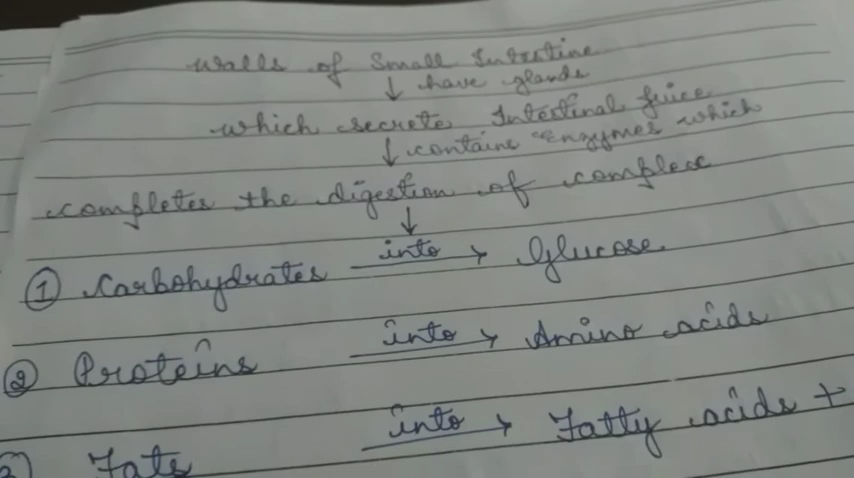 Walls of Small Intestine
↓ have glands
which secrete Intestinal juice
↓ contains enzymes which
completes the digestion of complex
↓
① Carbohydrates into → Glucose
② Proteins into → Amino acids
Fats into → Fatty acids +